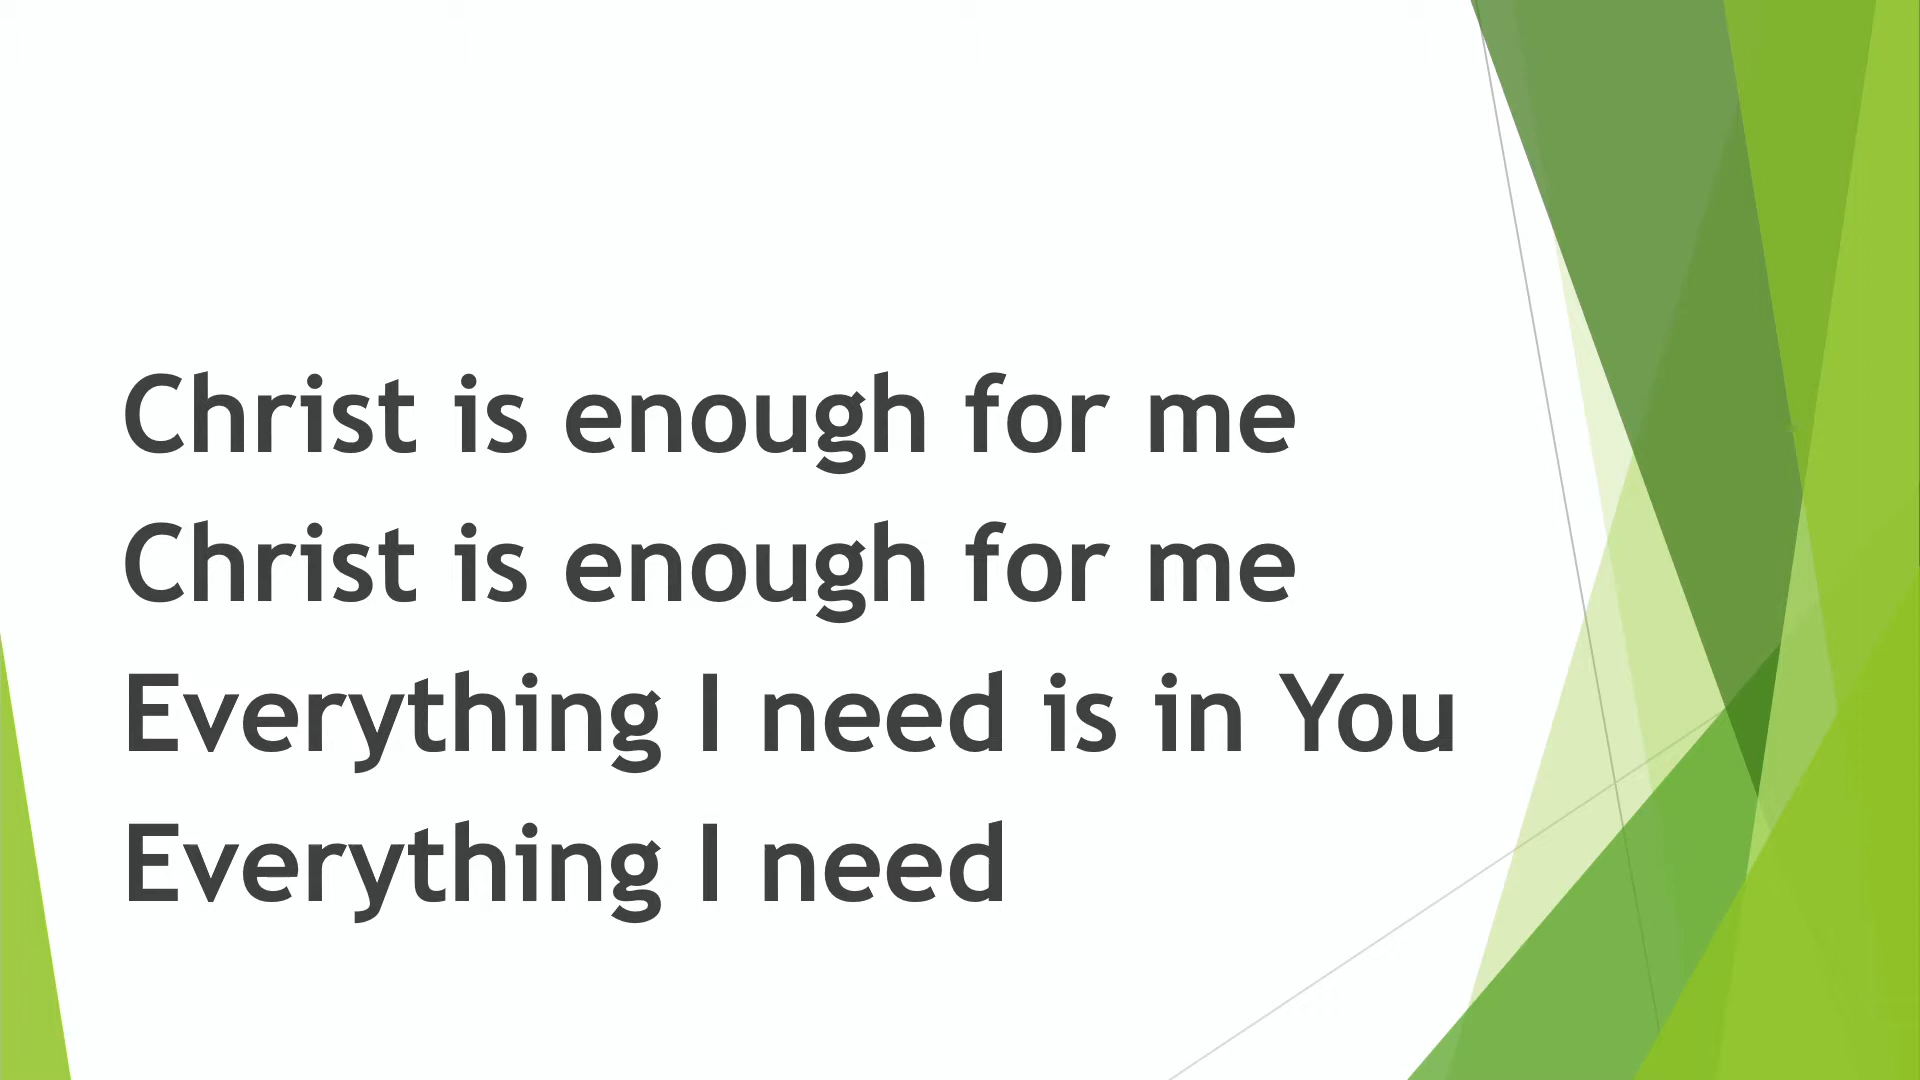 Christ is enough for me
Christ is enough for me
Everything I need is in You
Everything I need